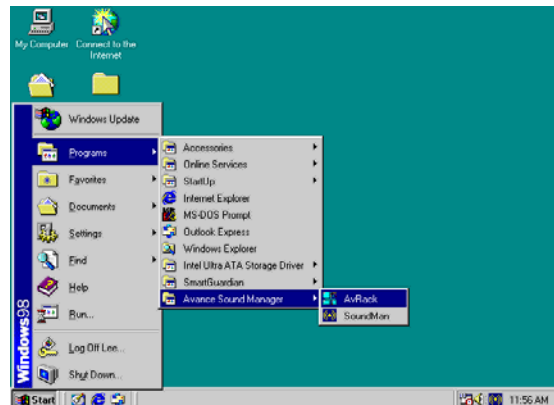 My Computer
Connect to the
Internet
Windows Update
Programs
Favorites
Documents
Settings
Find
Help
Run...
Log Off Lee...
Shut Down...
Windows98
Accessories
Online Services
StartUp
Internet Explorer
MS-DOS Prompt
Outlook Express
Windows Explorer
Intel Ultra ATA Storage Driver
SmartGuardian
Avance Sound Manager
AvRack
SoundMan
Start
11:56 AM